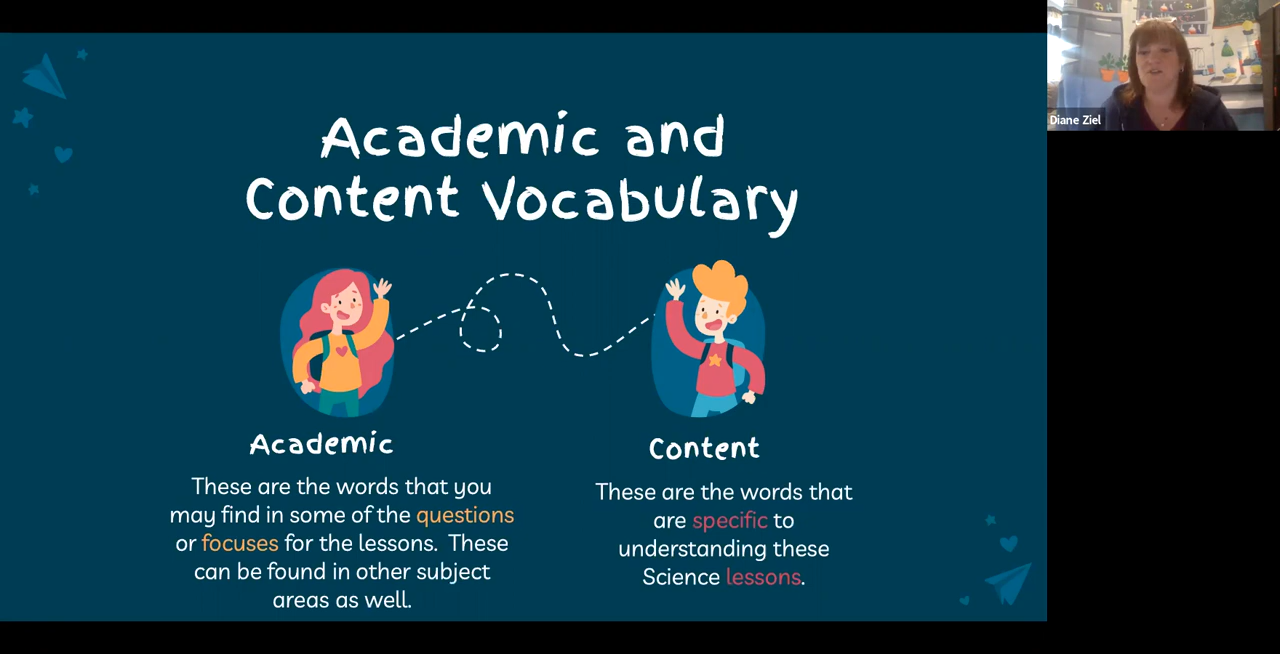 Academic and
Content Vocabulary
Academic
These are the words that you
may find in some of the questions
or focuses for the lessons.  These
can be found in other subject
areas as well.
Content
These are the words that
are specific to
understanding these
Science lessons.
Diane Ziel